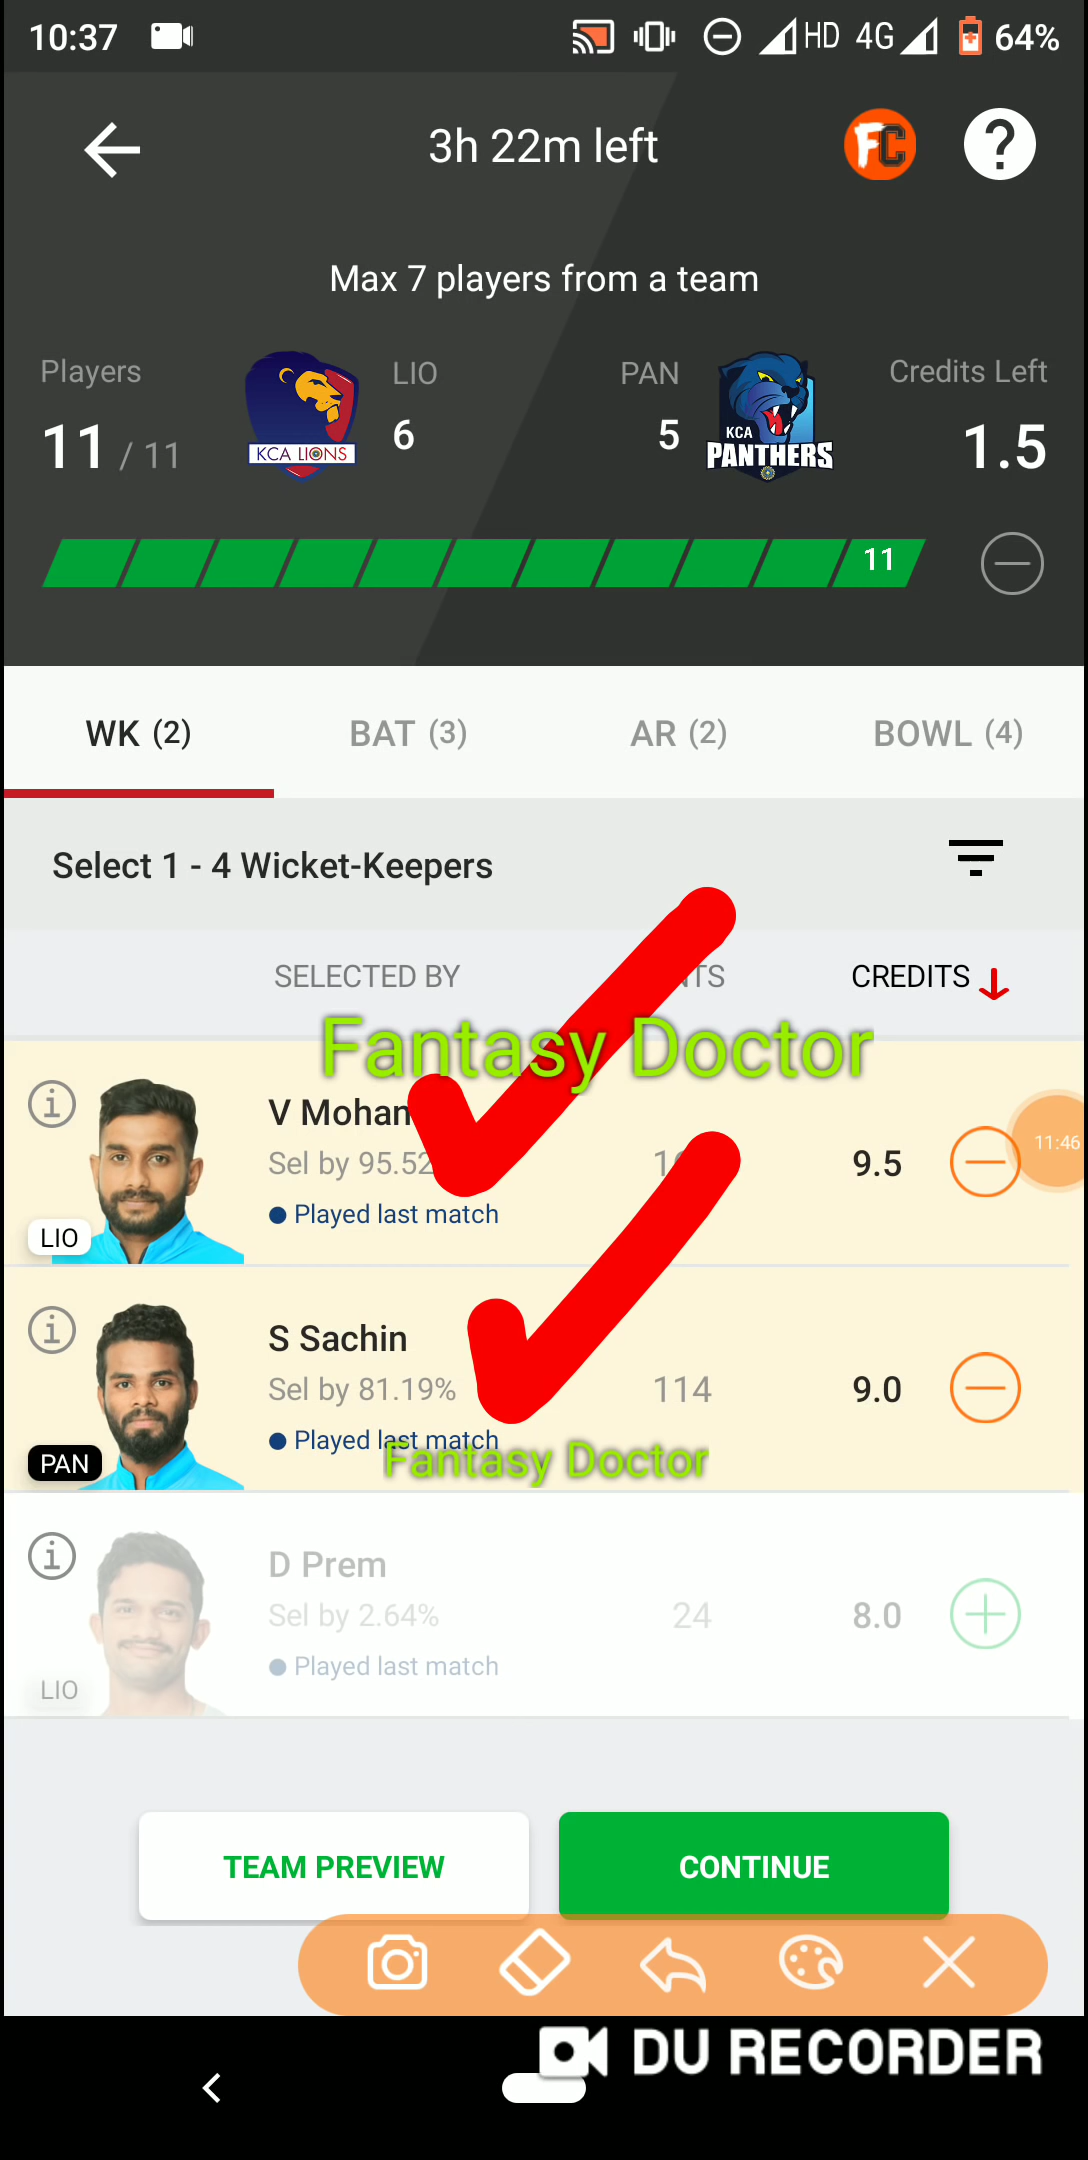 10:37 HD 4G 64%
3h 22m left FC ?
Max 7 players from a team
Players LIO PAN Credits Left
11 / 11 6 5 1.5
KCA LIONS KCA PANTHERS
11
WK (2) BAT (3) AR (2) BOWL (4)
Select 1 - 4 Wicket-Keepers
SELECTED BY CREDITS
Fantasy Doctor
V Mohan
Sel by 95.52 9.5 11:46
Played last match
LIO
S Sachin
Sel by 81.19% 114 9.0
Played last match
PAN
Fantasy Doctor
D Prem
Sel by 2.64% 24 8.0
Played last match
LIO
TEAM PREVIEW CONTINUE
DU RECORDER